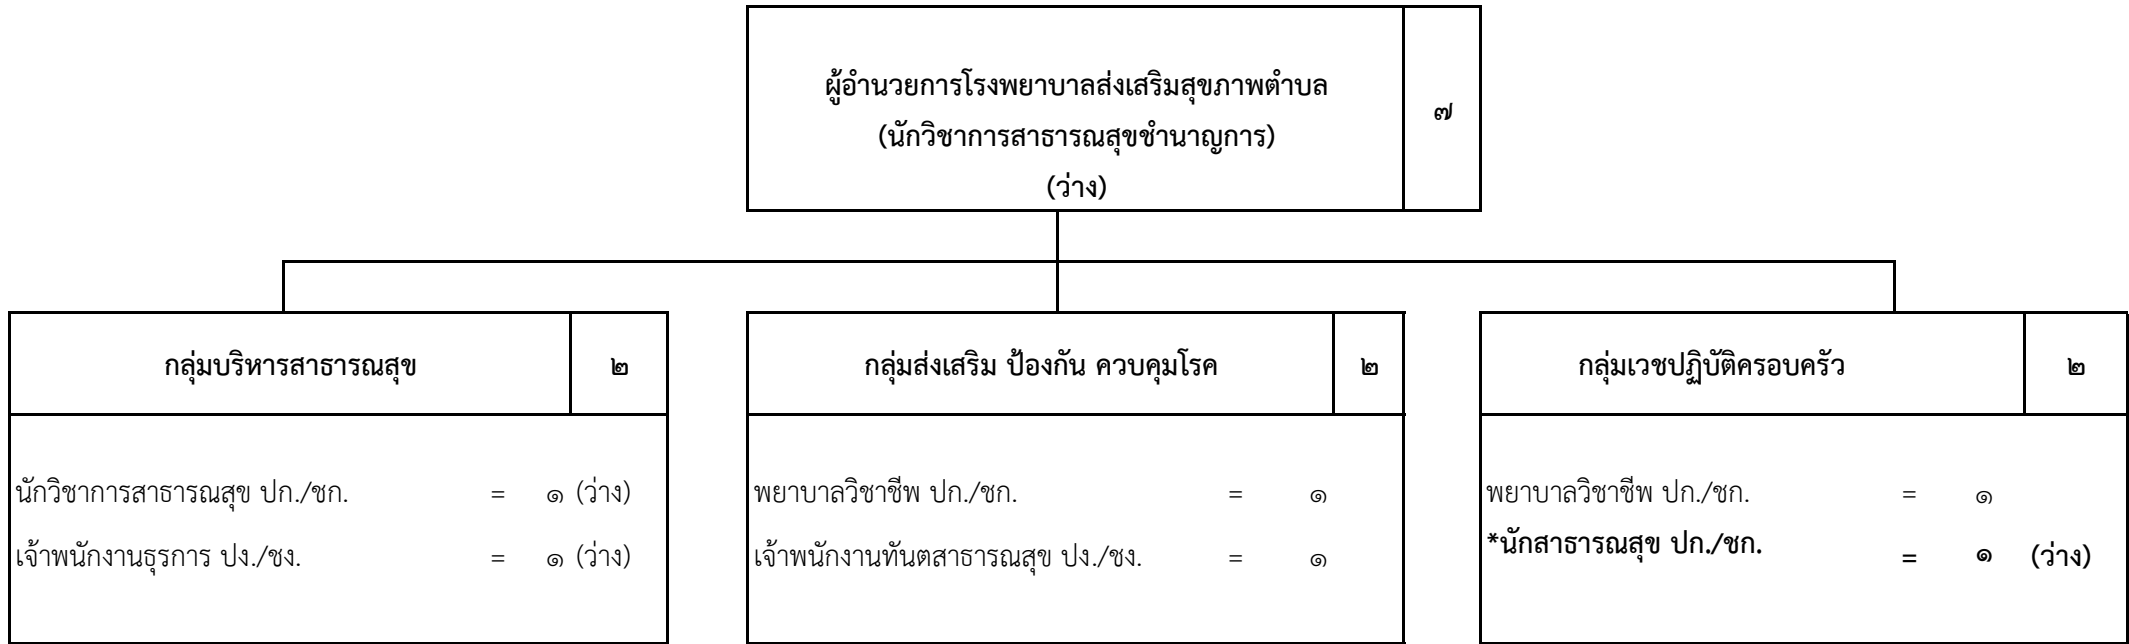 ผู้อำนวยการโรงพยาบาลส่งเสริมสุขภาพตำบล
(นักวิชาการสาธารณสุขชำนาญการ)
(ว่าง)
๗
กลุ่มบริหารสาธารณสุข ๒
นักวิชาการสาธารณสุข ปก./ชก. = ๑ (ว่าง)
เจ้าพนักงานธุรการ ปง./ชง. = ๑ (ว่าง)
กลุ่มส่งเสริม ป้องกัน ควบคุมโรค ๒
พยาบาลวิชาชีพ ปก./ชก. = ๑
เจ้าพนักงานทันตสาธารณสุข ปง./ชง. = ๑
กลุ่มเวชปฏิบัติครอบครัว ๒
พยาบาลวิชาชีพ ปก./ชก. = ๑
*นักสาธารณสุข ปก./ชก. = ๑ (ว่าง)